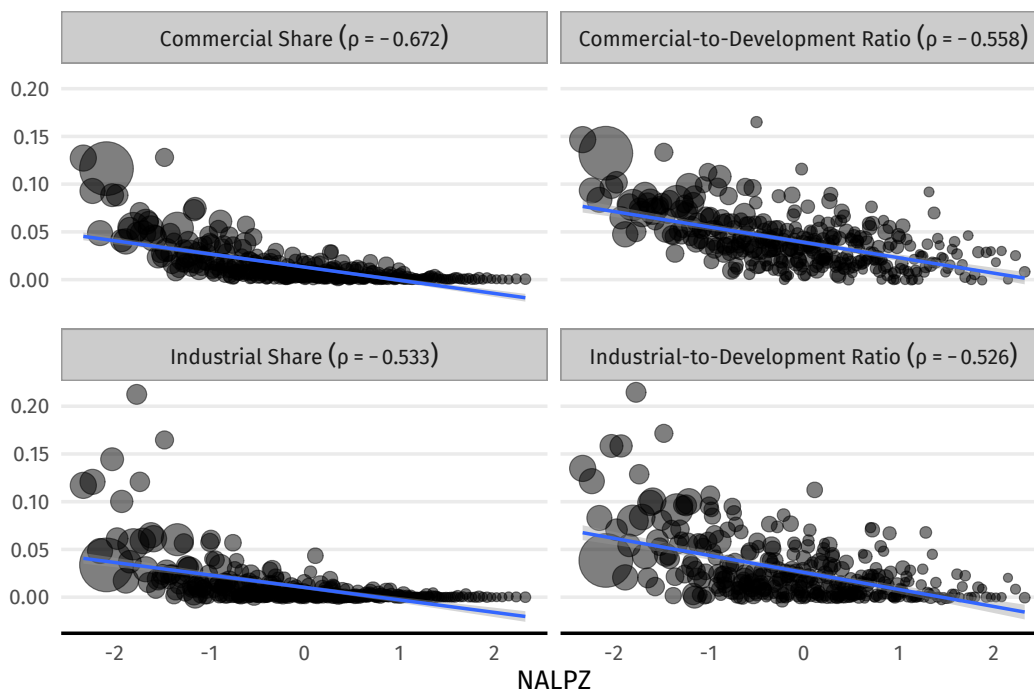 Commercial Share (ρ = −0.672)
Commercial-to-Development Ratio (ρ = −0.558)
0.20
0.15
0.10
0.05
0.00
Industrial Share (ρ = −0.533)
Industrial-to-Development Ratio (ρ = −0.526)
0.20
0.15
0.10
0.05
0.00
-2 -1 0 1 2 -2 -1 0 1 2
NALPZ